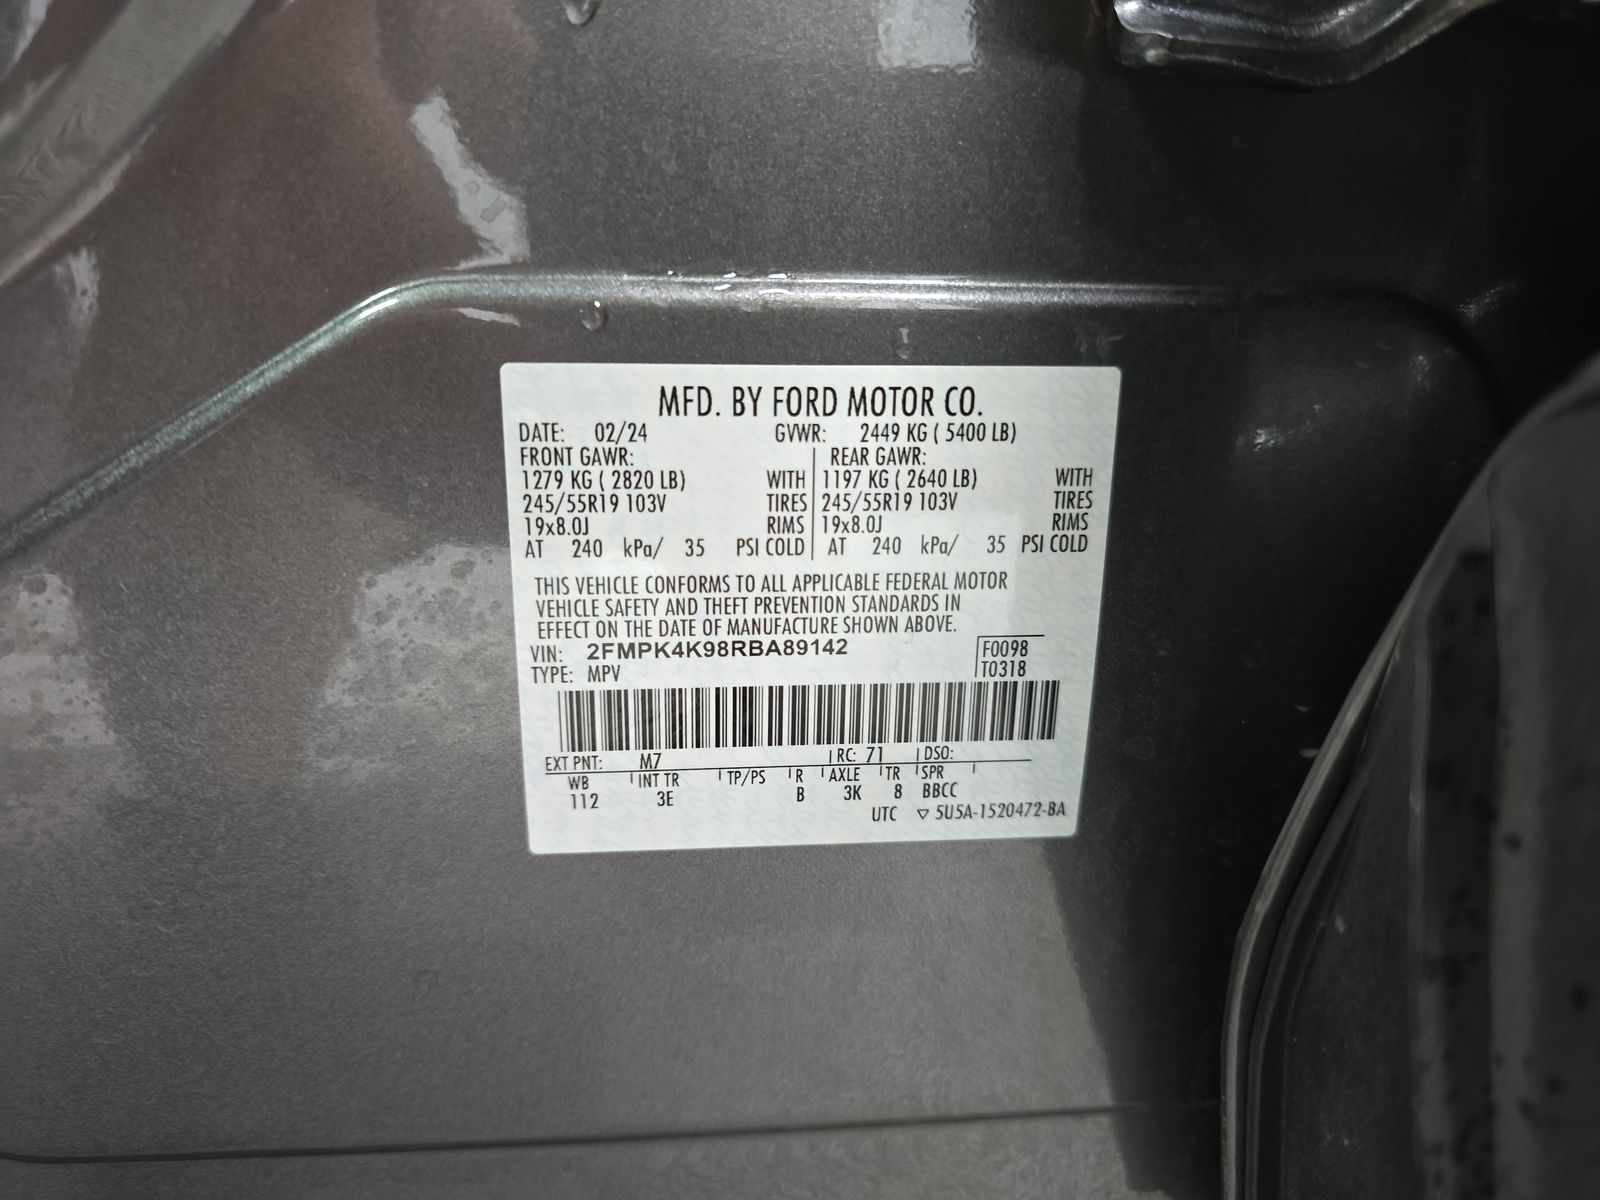 MFD. BY FORD MOTOR CO.
DATE: 02/24 GVWR: 2449 KG ( 5400 LB)
FRONT GAWR: REAR GAWR:
1279 KG ( 2820 LB) WITH 1197 KG ( 2640 LB) WITH
245/55R19 103V TIRES 245/55R19 103V TIRES
19x8.0J RIMS 19x8.0J RIMS
AT 240 kPa/ 35 PSI COLD AT 240 kPa/ 35 PSI COLD
THIS VEHICLE CONFORMS TO ALL APPLICABLE FEDERAL MOTOR
VEHICLE SAFETY AND THEFT PREVENTION STANDARDS IN
EFFECT ON THE DATE OF MANUFACTURE SHOWN ABOVE.
VIN: 2FMPK4K98RBA89142 F0098
TYPE: MPV T0318
EXT PNT: M7 RC: 71 DSO:
WB INT TR TP/PS R AXLE TR SPR
112 3E B 3K 8 BBCC
UTC ▽ 5U5A-1520472-BA